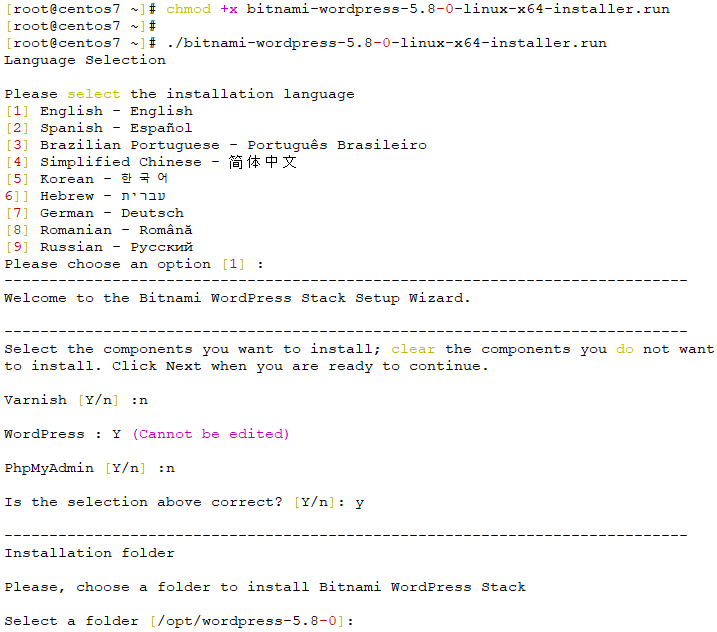 [root@centos7 ~]# chmod +x bitnami-wordpress-5.8-0-linux-x64-installer.run
[root@centos7 ~]#
[root@centos7 ~]# ./bitnami-wordpress-5.8-0-linux-x64-installer.run
Language Selection
Please select the installation language
[1] English - English
[2] Spanish - Español
[3] Brazilian Portuguese - Português Brasileiro
[4] Simplified Chinese - 简体中文
[5] Korean - 한국어
6]] Hebrew - עברית
[7] German - Deutsch
[8] Romanian - Română
[9] Russian - Русский
Please choose an option [1] :
----------------------------------------------------------------------------
Welcome to the Bitnami WordPress Stack Setup Wizard.
----------------------------------------------------------------------------
Select the components you want to install; clear the components you do not want
to install. Click Next when you are ready to continue.
Varnish [Y/n] :n
WordPress : Y (Cannot be edited)
PhpMyAdmin [Y/n] :n
Is the selection above correct? [Y/n]: y
----------------------------------------------------------------------------
Installation folder
Please, choose a folder to install Bitnami WordPress Stack
Select a folder [/opt/wordpress-5.8-0]: